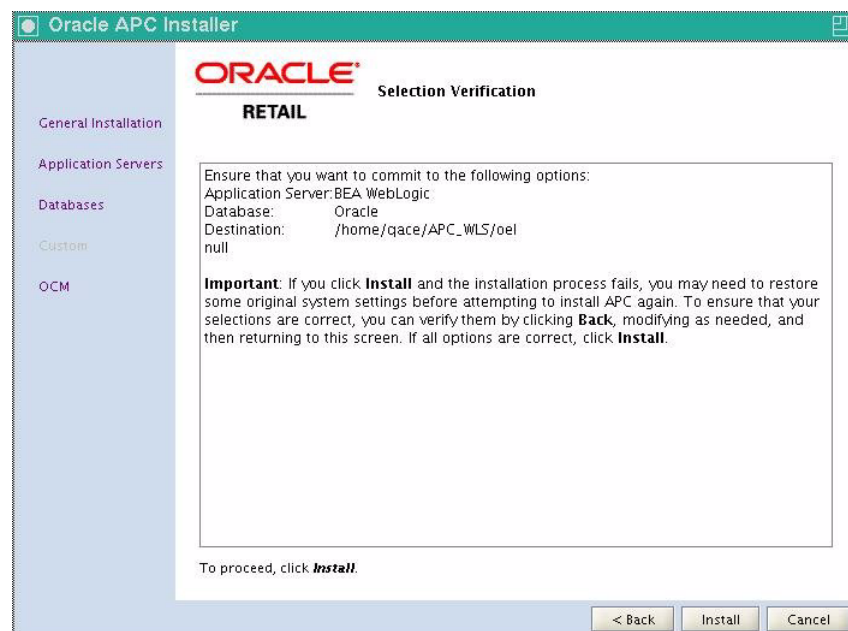 Oracle APC Installer
ORACLE
RETAIL
Selection Verification
General Installation
Application Servers
Databases
Custom
OCM
Ensure that you want to commit to the following options:
Application Server:BEA WebLogic
Database: Oracle
Destination: /home/qace/APC_WLS/oel
null
Important: If you click Install and the installation process fails, you may need to restore
some original system settings before attempting to install APC again. To ensure that your
selections are correct, you can verify them by clicking Back, modifying as needed, and
then returning to this screen. If all options are correct, click Install.
To proceed, click Install.
< Back
Install
Cancel